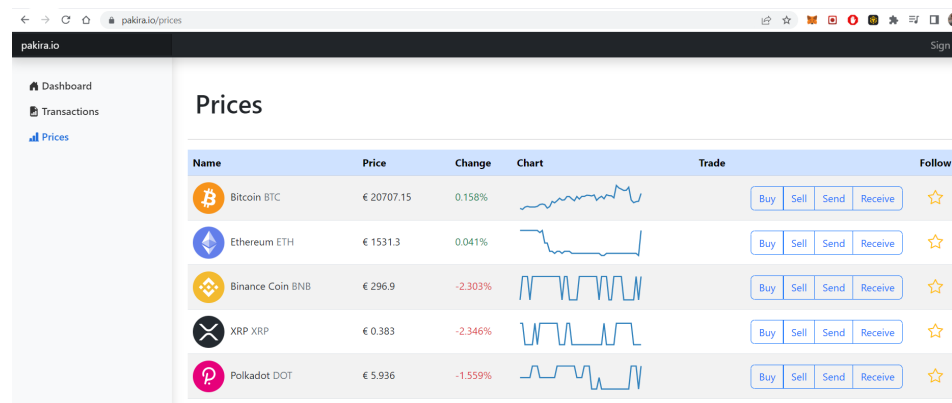 pakira.io/prices
pakira.io Sign
Dashboard
Transactions
Prices
Prices
Name Price Change Chart Trade Follow
Bitcoin BTC € 20707.15 0.158% Buy Sell Send Receive
Ethereum ETH € 1531.3 0.041% Buy Sell Send Receive
Binance Coin BNB € 296.9 -2.303% Buy Sell Send Receive
XRP XRP € 0.383 -2.346% Buy Sell Send Receive
Polkadot DOT € 5.936 -1.559% Buy Sell Send Receive